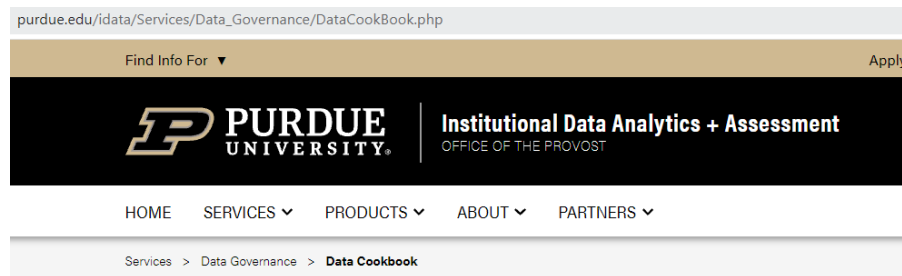 purdue.edu/idata/Services/Data_Governance/DataCookBook.php
Find Info For ▼ Apply
PURDUE UNIVERSITY®
Institutional Data Analytics + Assessment
OFFICE OF THE PROVOST
HOME SERVICES PRODUCTS ABOUT PARTNERS
Services > Data Governance > Data Cookbook